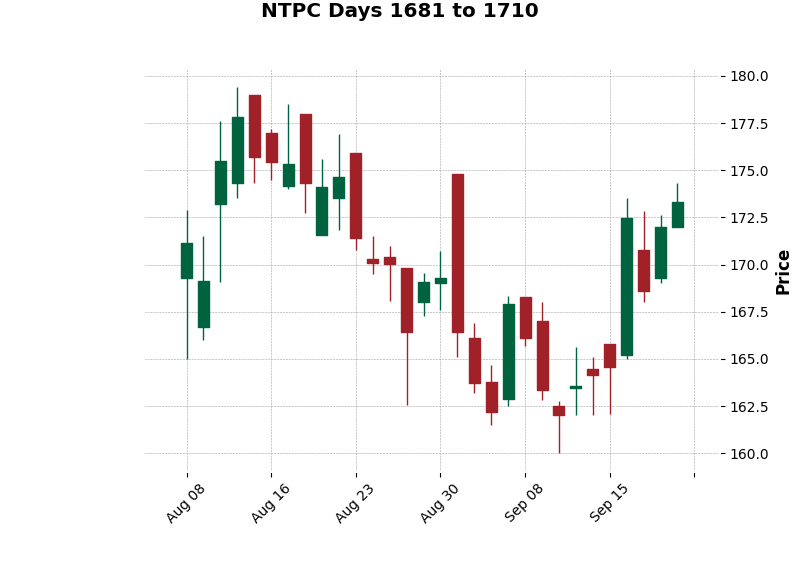 NTPC Days 1681 to 1710
180.0
177.5
175.0
172.5
170.0
167.5
165.0
162.5
160.0
Price
Aug 08
Aug 16
Aug 23
Aug 30
Sep 08
Sep 15